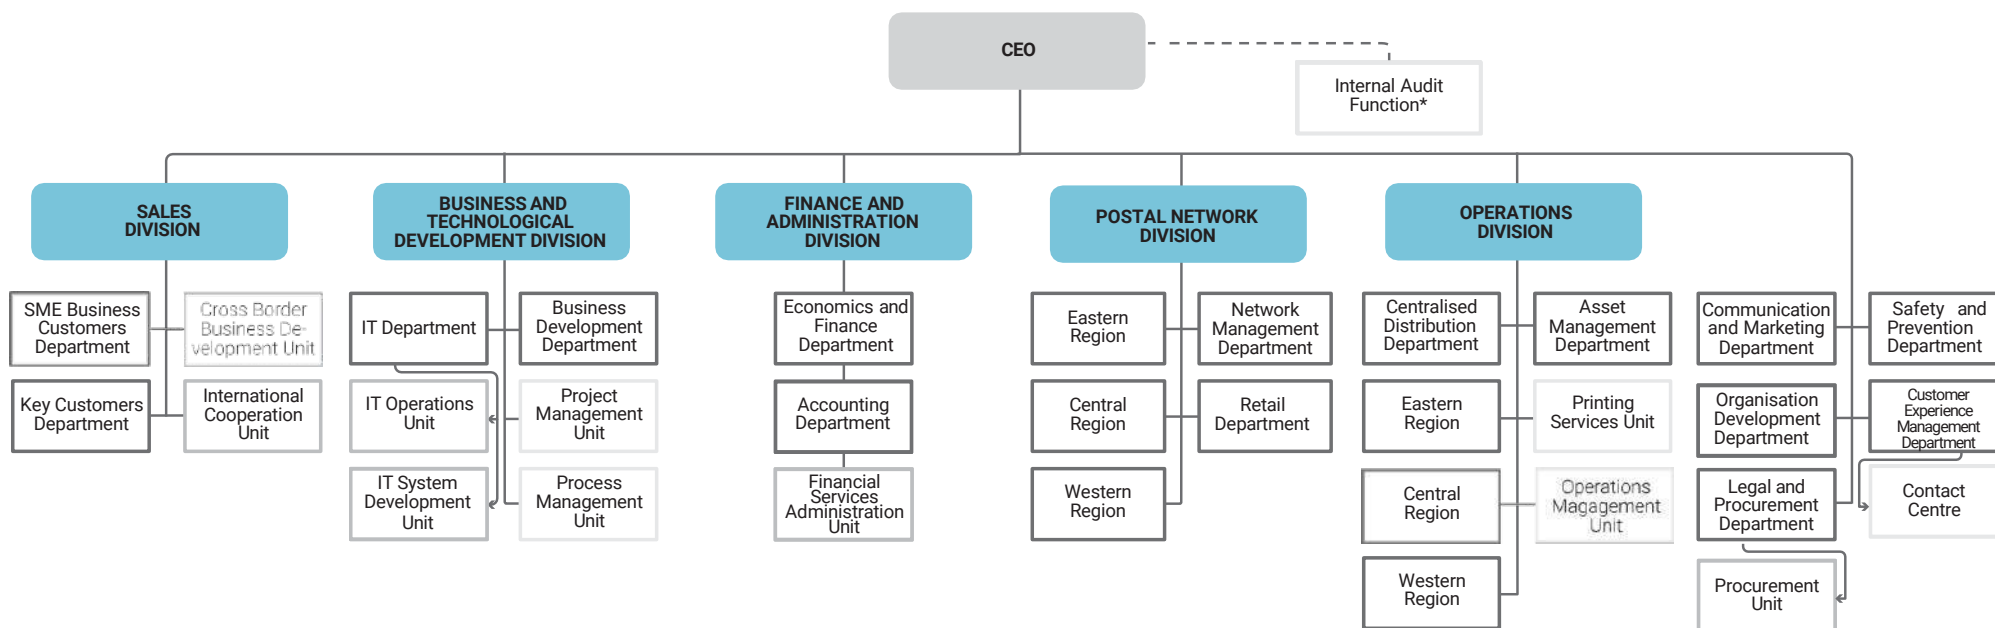 CEO
Internal Audit
Function*
SALES
DIVISION
BUSINESS AND
TECHNOLOGICAL
DEVELOPMENT DIVISION
FINANCE AND
ADMINISTRATION
DIVISION
POSTAL NETWORK
DIVISION
OPERATIONS
DIVISION
SME Business
Customers
Department
Cross Border
Business De-
velopment Unit
Key Customers
Department
International
Cooperation
Unit
IT Department
Business
Development
Department
IT Operations
Unit
Project
Management
Unit
IT System
Development
Unit
Process
Management
Unit
Economics and
Finance
Department
Accounting
Department
Financial
Services
Administration
Unit
Eastern
Region
Network
Management
Department
Central
Region
Retail
Department
Western
Region
Centralised
Distribution
Department
Asset
Management
Department
Eastern
Region
Printing
Services Unit
Central
Region
Operations
Magagement
Unit
Western
Region
Communication
and Marketing
Department
Safety and
Prevention
Department
Organisation
Development
Department
Customer
Experience
Management
Department
Legal and
Procurement
Department
Contact
Centre
Procurement
Unit